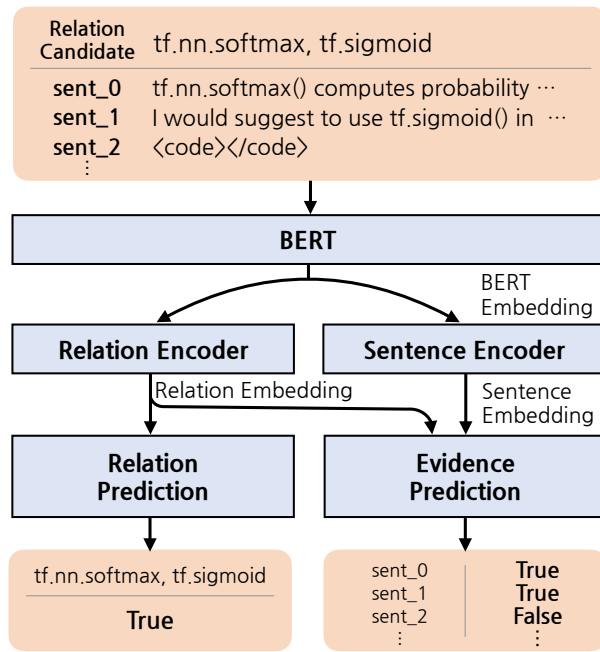 Relation
Candidate
tf.nn.softmax, tf.sigmoid
sent_0 tf.nn.softmax() computes probability ⋯
sent_1 I would suggest to use tf.sigmoid() in ⋯
sent_2 <code></code>
⋮
BERT
BERT
Embedding
Relation Encoder
Sentence Encoder
Relation Embedding
Sentence
Embedding
Relation
Prediction
Evidence
Prediction
tf.nn.softmax, tf.sigmoid
True
sent_0 True
sent_1 True
sent_2 False
⋮ ⋮